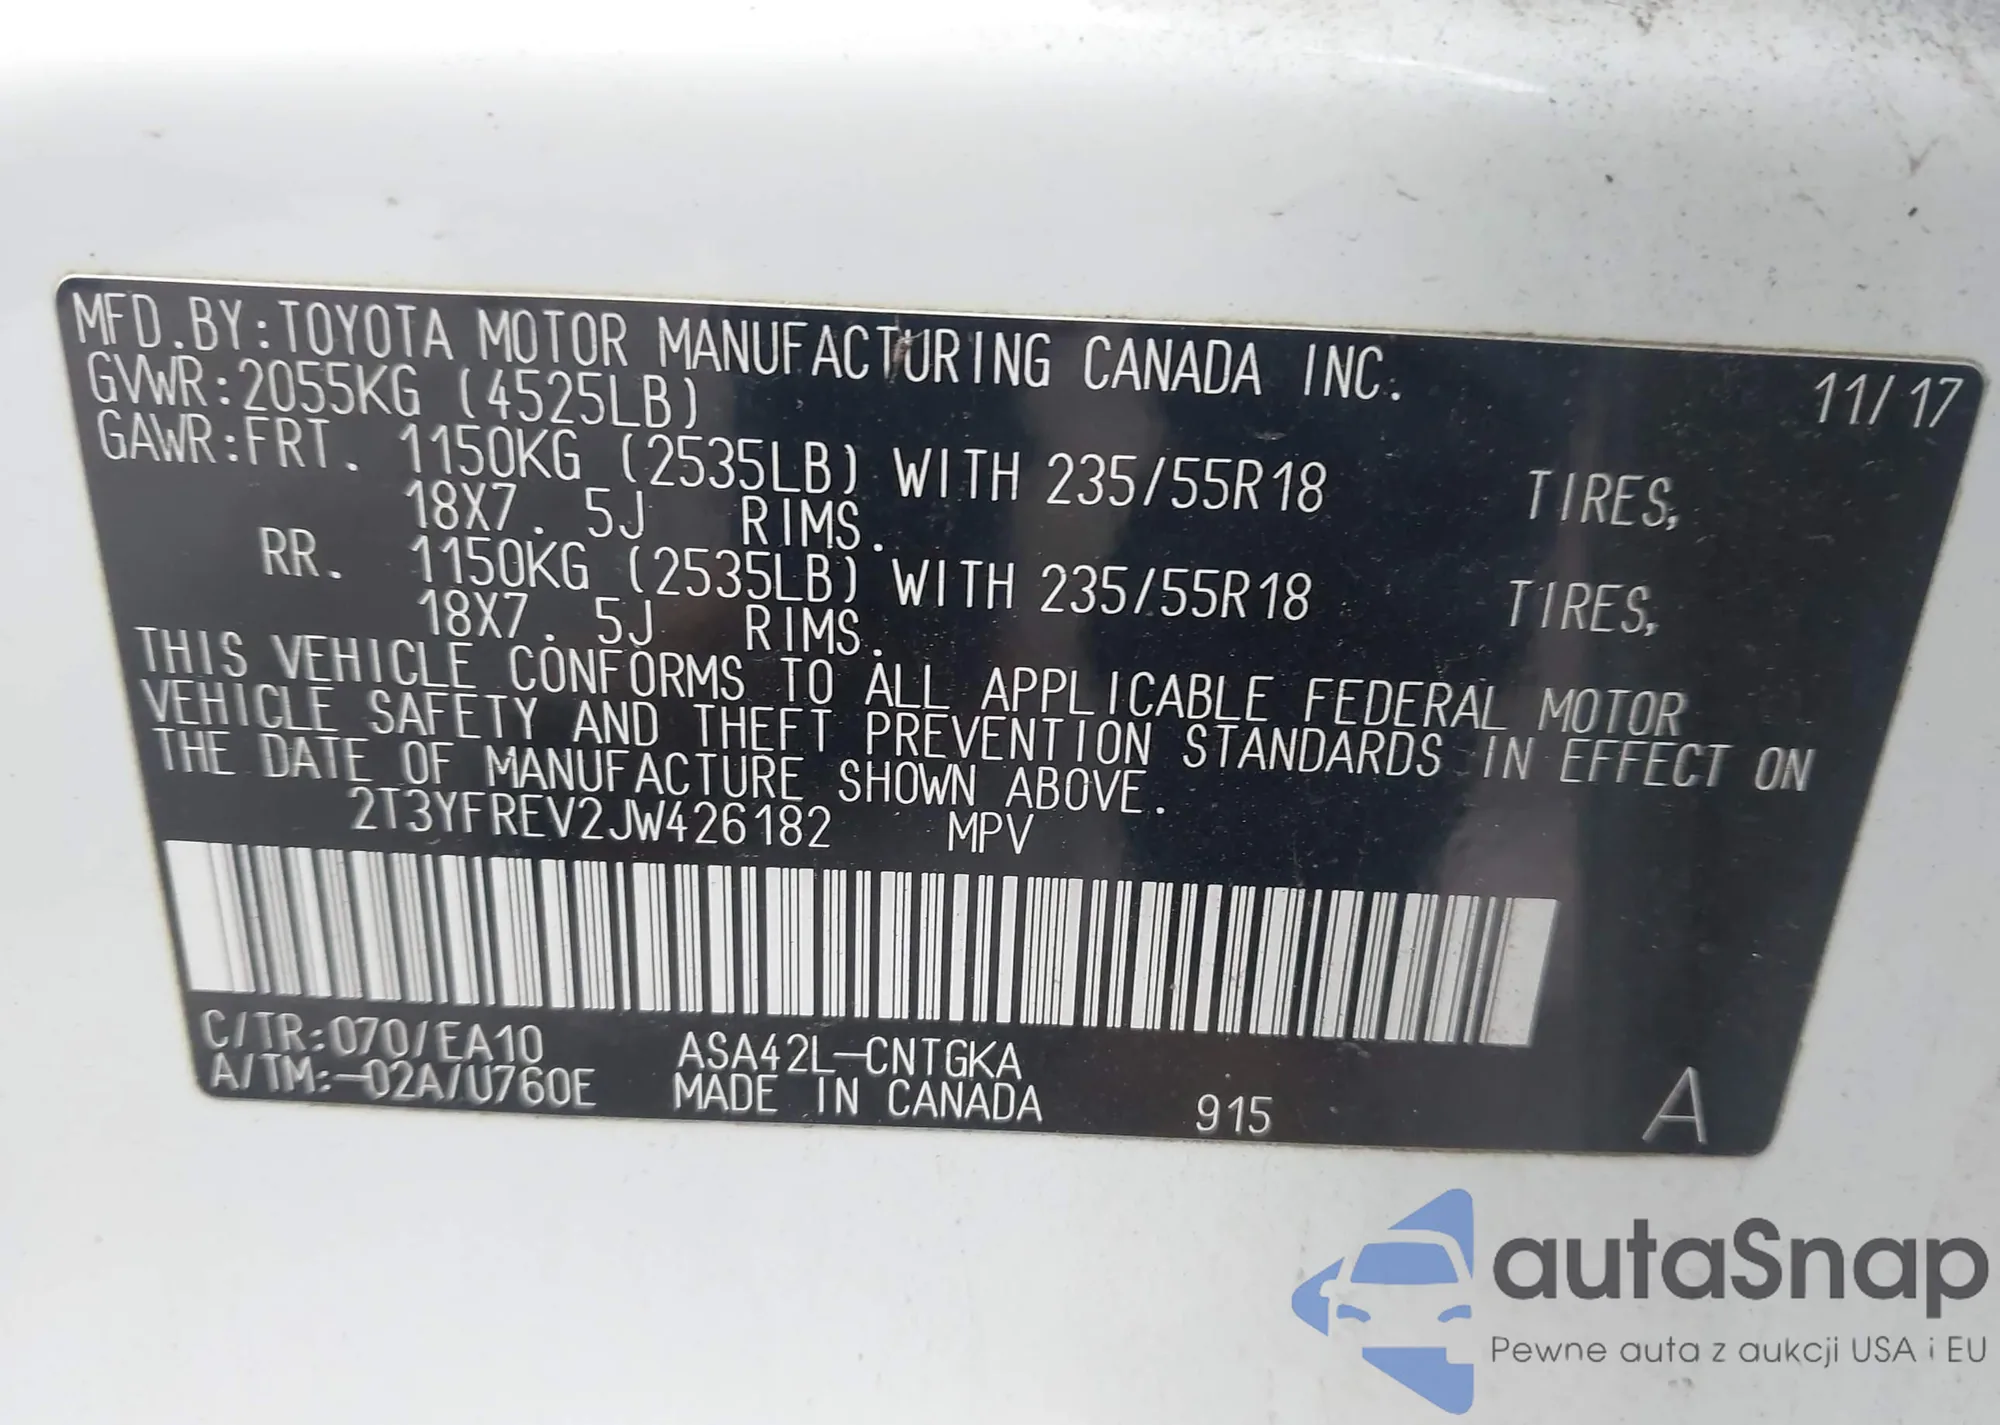 MFD.BY:TOYOTA MOTOR MANUFACTURING CANADA INC. 11/17
GVWR:2055KG (4525LB)
GAWR:FRT. 1150KG (2535LB) WITH 235/55R18 TIRES,
18X7.5J RIMS.
RR. 1150KG (2535LB) WITH 235/55R18 TIRES,
18X7.5J RIMS.
THIS VEHICLE CONFORMS TO ALL APPLICABLE FEDERAL MOTOR
VEHICLE SAFETY AND THEFT PREVENTION STANDARDS IN EFFECT ON
THE DATE OF MANUFACTURE SHOWN ABOVE.
2T3YFREV2JW426182 MPV
C/TR:070/EA10 ASA42L-CNTGKA
A/TM:-02A/U760E MADE IN CANADA 915 A
autaSnap
Pewne auta z aukcji USA i EU